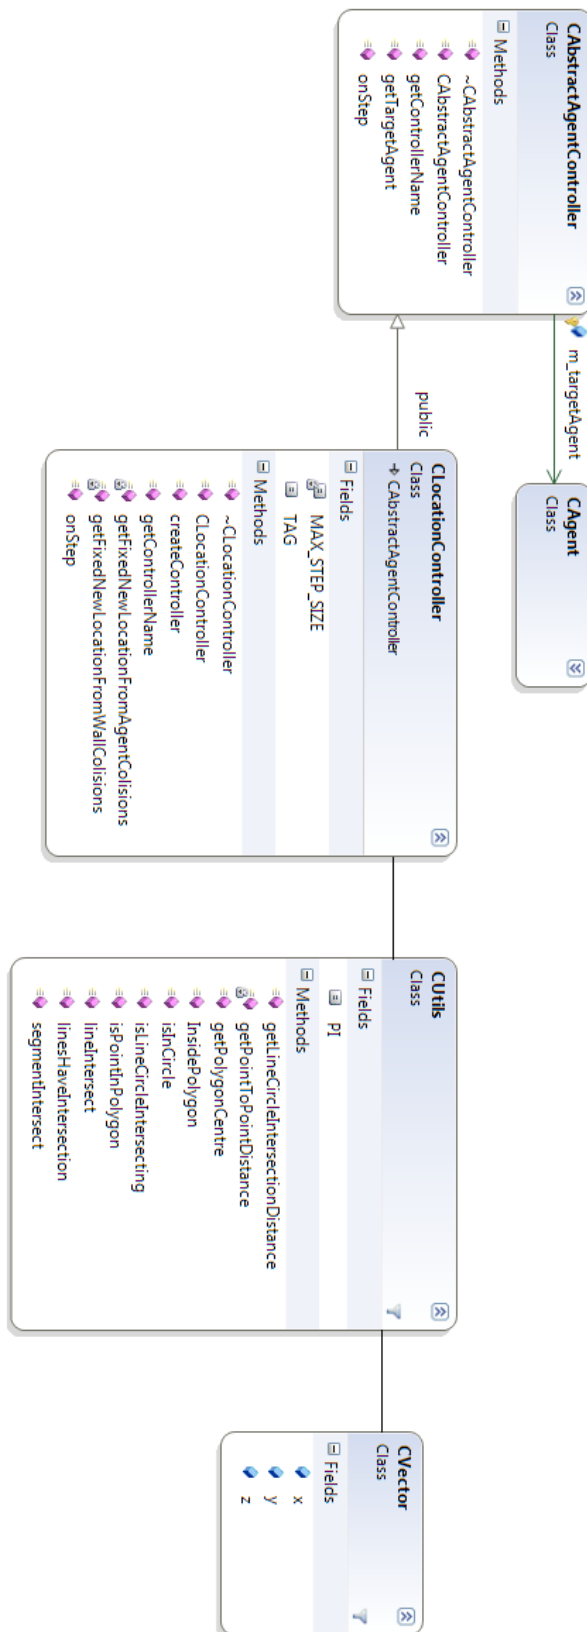 CAbstractAgentController
Class
Methods
~CAbstractAgentController
CAbstractAgentController
getControllerName
getTargetAgent
onStep
m_targetAgent
CAgent
Class
public
CLocationController
Class
CAbstractAgentController
Fields
MAX_STEP_SIZE
TAG
Methods
~CLocationController
CLocationController
createController
getControllerName
getFixedNewLocationFromAgentColisions
getFixedNewLocationFromWallColisions
onStep
CUtils
Class
Fields
PI
Methods
getLineCircleIntersectionDistance
getPointToPointDistance
getPolygonCentre
InsidePolygon
isInCircle
isLineCircleIntersecting
isPointInPolygon
lineIntersect
linesHaveIntersection
segmentIntersect
CVector
Class
Fields
x
y
z